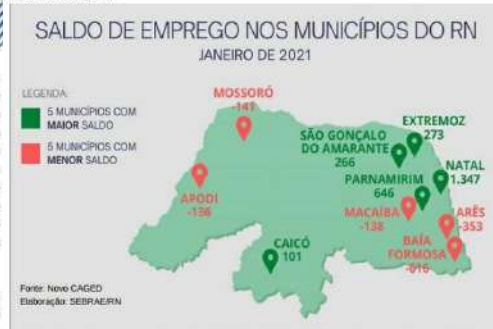 SALDO DE EMPREGO NOS MUNICÍPIOS DO RN
JANEIRO DE 2021
LEGENDA:
5 MUNICÍPIOS COM
MAIOR SALDO
5 MUNICÍPIOS COM
MENOR SALDO
MOSSORÓ
-141
EXTREMOZ
273
SÃO GONÇALO
DO AMARANTE
266
NATAL
1.347
PARNAMIRIM
646
APODI
-136
MACAÍBA
-138
ARÊS
-353
BAÍA
FORMOSA
-616
CAICÓ
101
Fonte: Novo CAGED
Elaboração: SEBRAE/RN